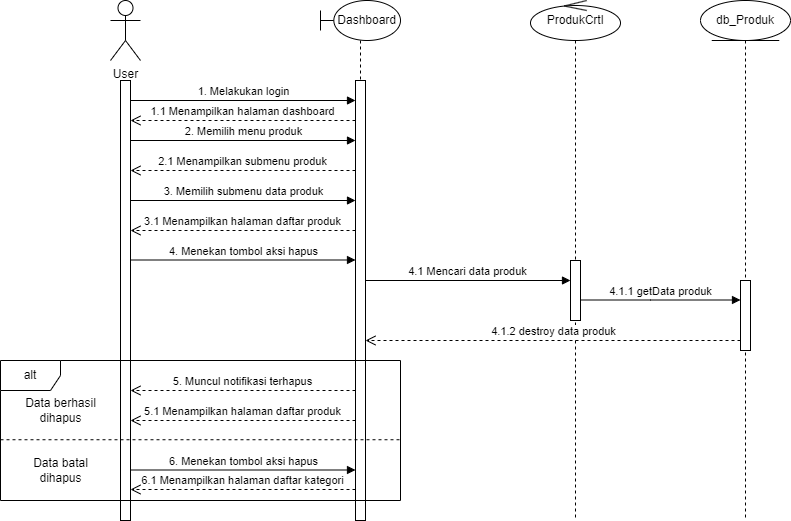 User
Dashboard
ProdukCrtl
db_Produk
1. Melakukan login
1.1 Menampilkan halaman dashboard
2. Memilih menu produk
2.1 Menampilkan submenu produk
3. Memilih submenu data produk
3.1 Menampilkan halaman daftar produk
4. Menekan tombol aksi hapus
4.1 Mencari data produk
4.1.1 getData produk
4.1.2 destroy data produk
alt
5. Muncul notifikasi terhapus
Data berhasil
dihapus
5.1 Menampilkan halaman daftar produk
Data batal
dihapus
6. Menekan tombol aksi hapus
6.1 Menampilkan halaman daftar kategori